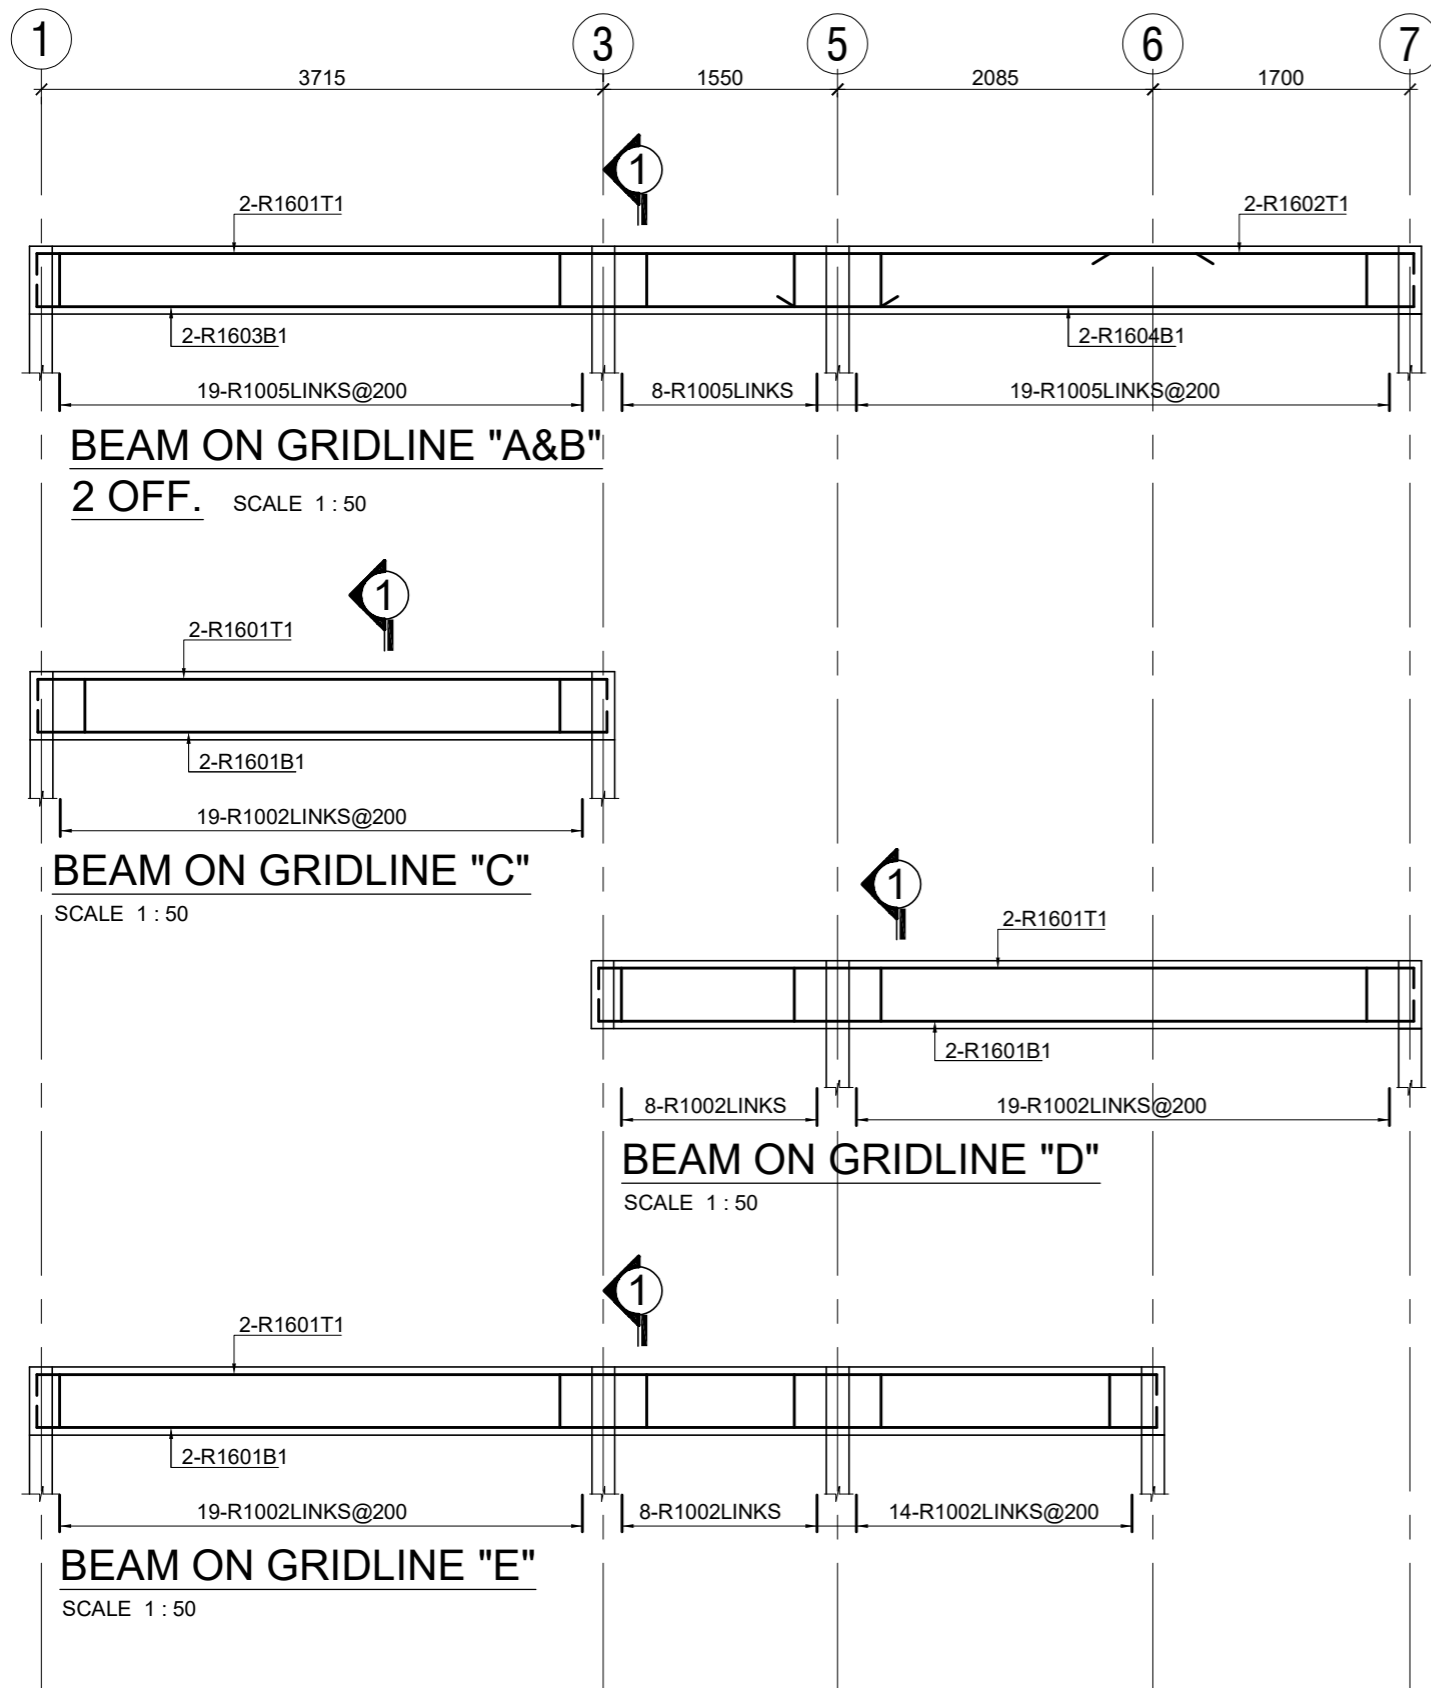 1 3 5 6 7
3715 1550 2085 1700
1
2-R1601T1 2-R1602T1
2-R1603B1 2-R1604B1
19-R1005LINKS@200 8-R1005LINKS 19-R1005LINKS@200
BEAM ON GRIDLINE "A&B"
2 OFF. SCALE 1 : 50
1
2-R1601T1
2-R1601B1
19-R1002LINKS@200
BEAM ON GRIDLINE "C"
SCALE 1 : 50
1
2-R1601T1
2-R1601B1
8-R1002LINKS 19-R1002LINKS@200
BEAM ON GRIDLINE "D"
SCALE 1 : 50
1
2-R1601T1
2-R1601B1
19-R1002LINKS@200 8-R1002LINKS 14-R1002LINKS@200
BEAM ON GRIDLINE "E"
SCALE 1 : 50